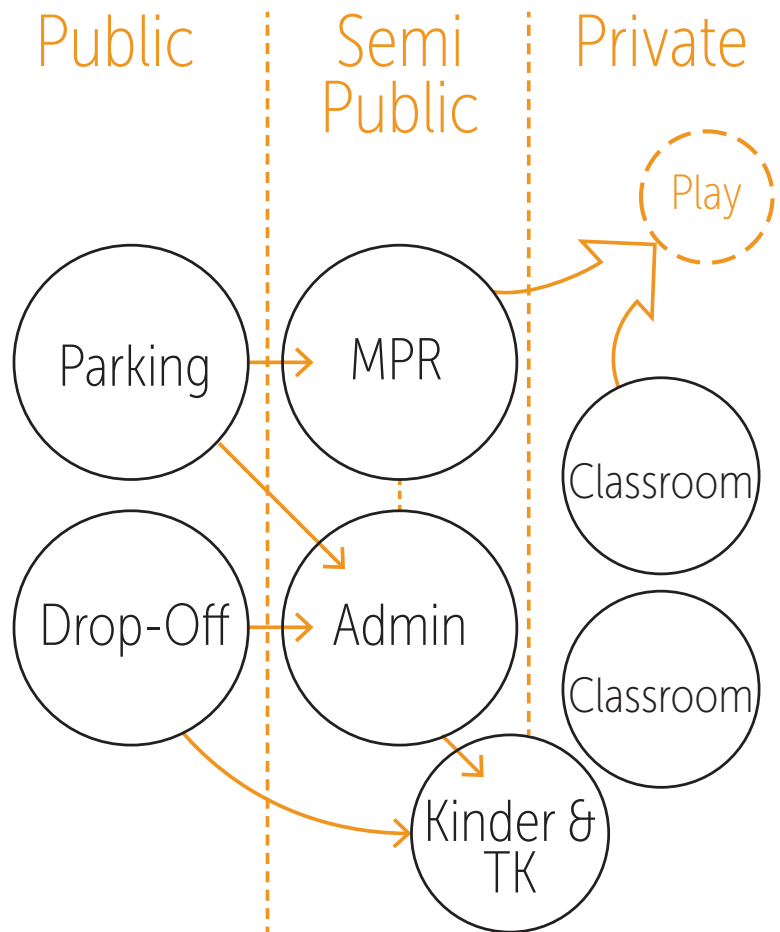 Public
Semi
Public
Private
Play
Parking
MPR
Classroom
Drop-Off
Admin
Classroom
Kinder &
TK